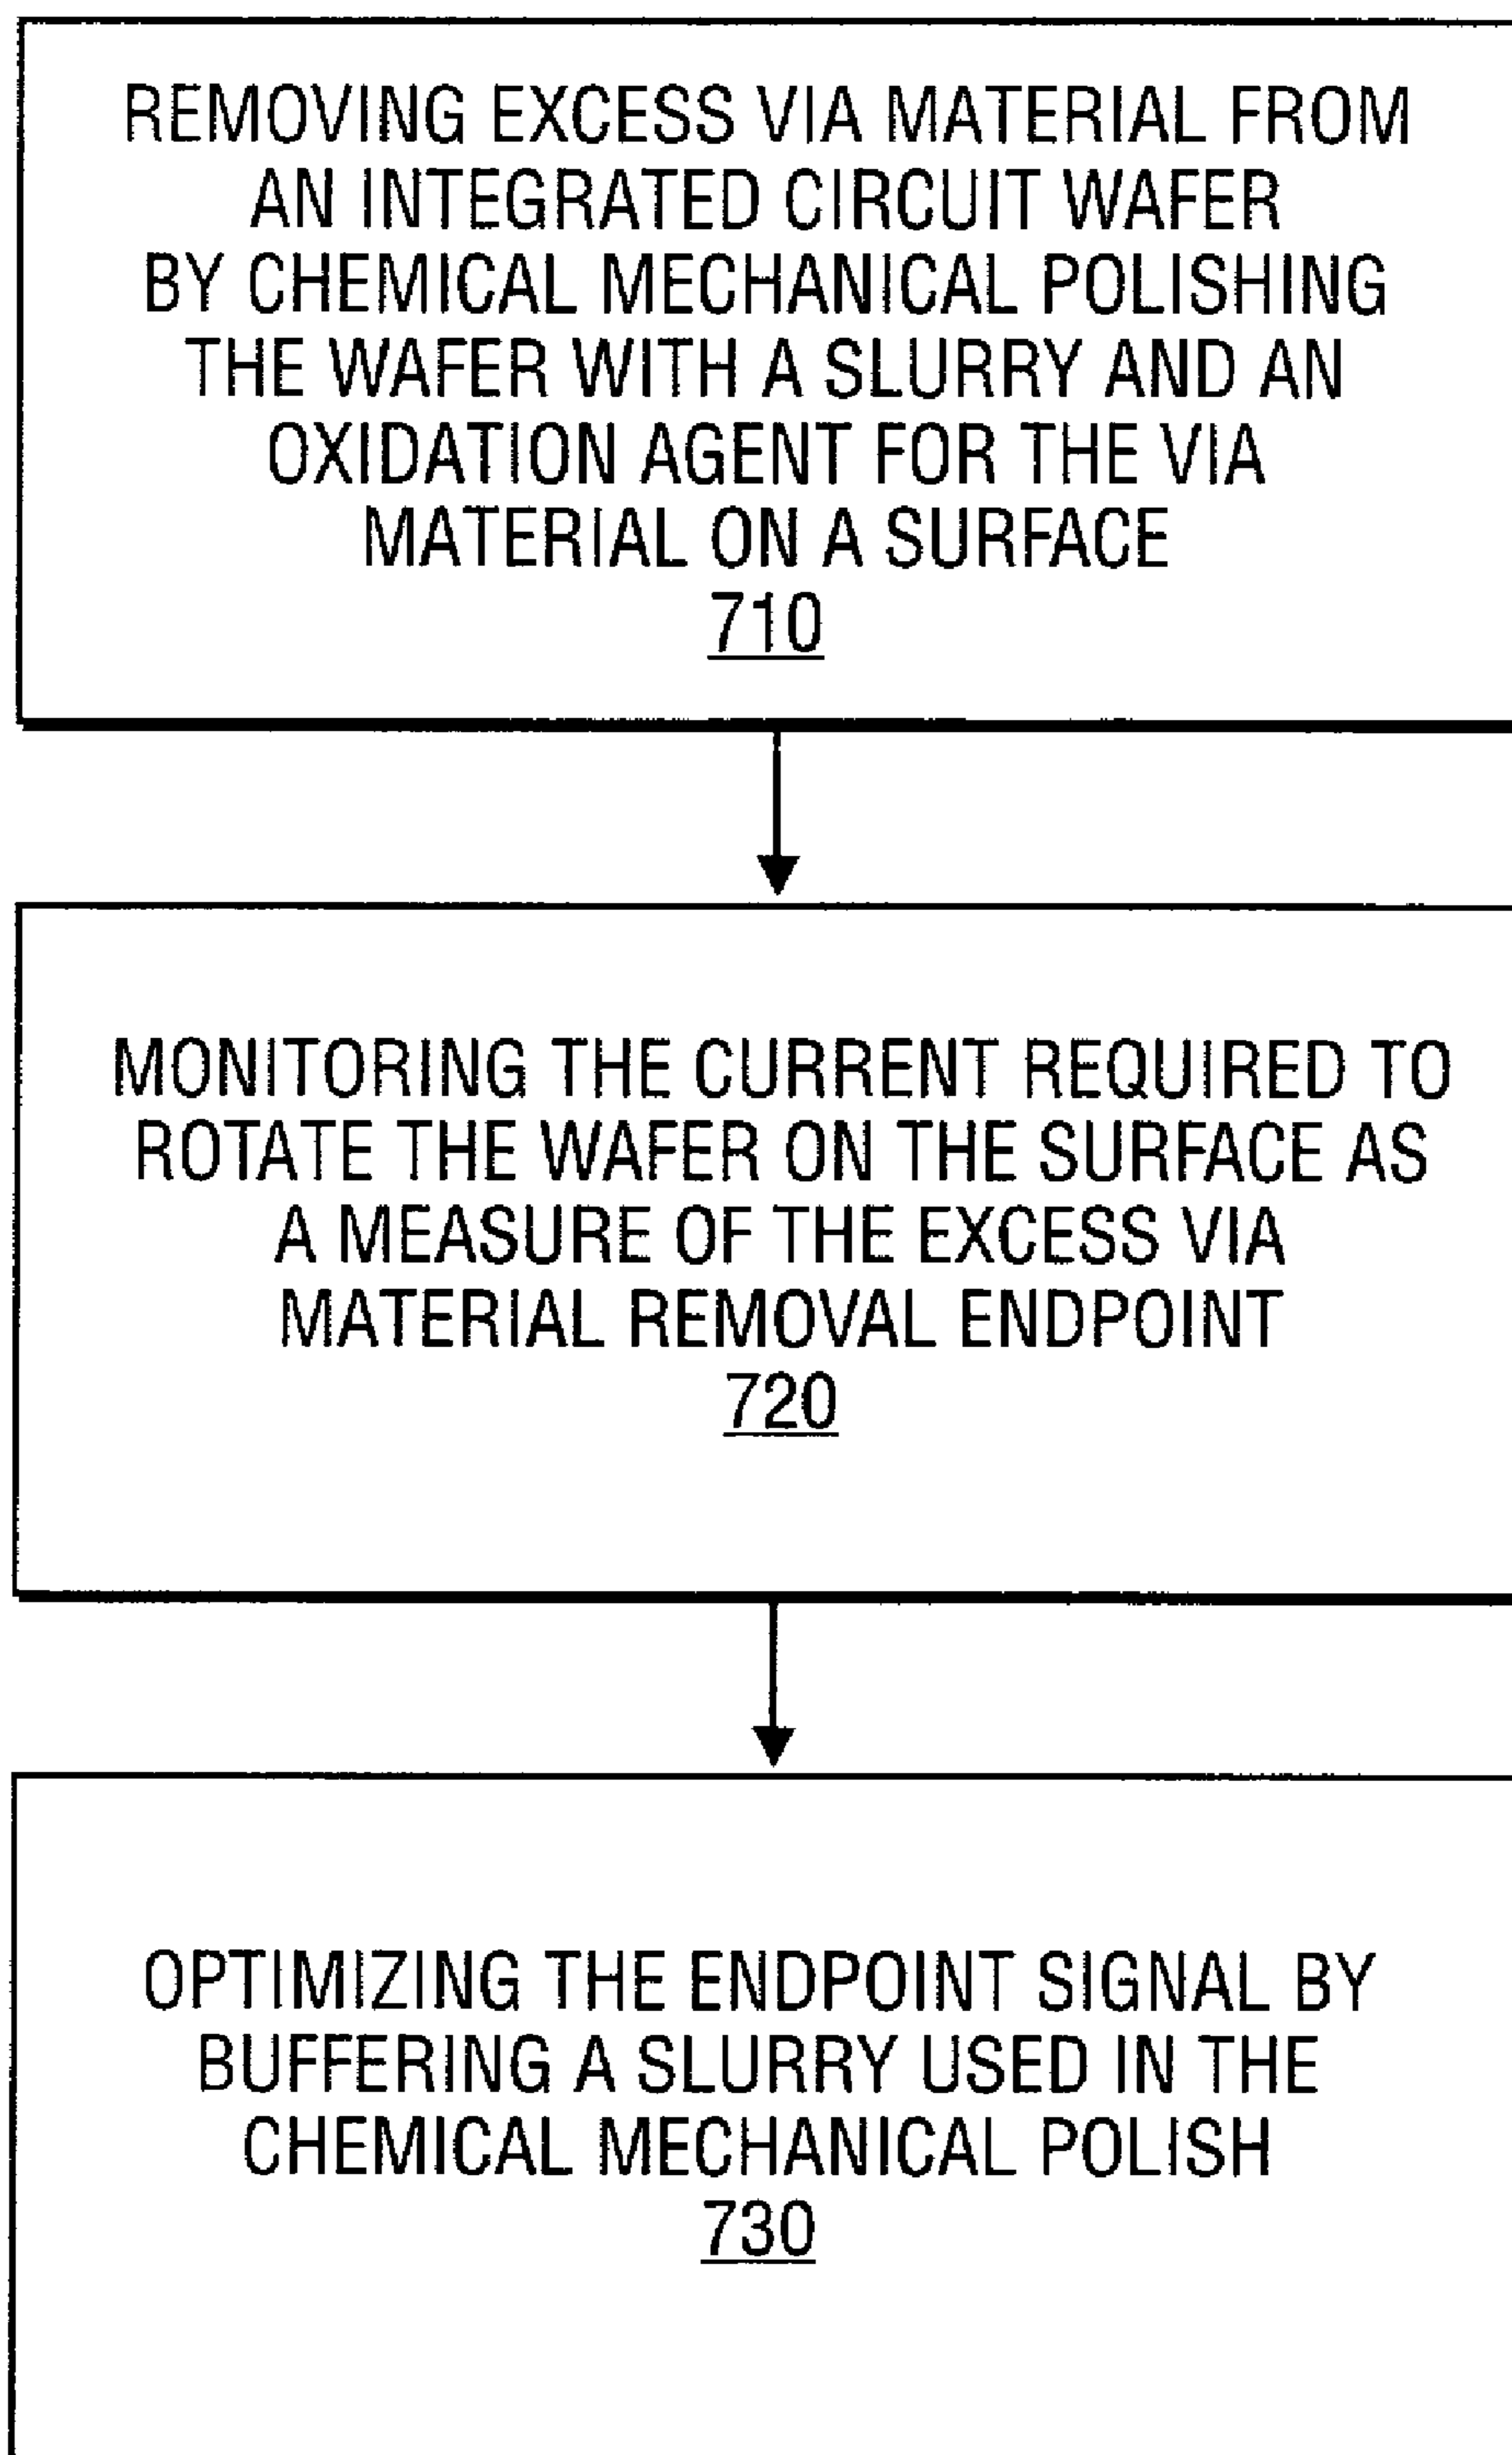 REMOVING EXCESS VIA MATERIAL FROM
AN INTEGRATED CIRCUIT WAFER
BY CHEMICAL MECHANICAL POLISHING
THE WAFER WITH A SLURRY AND AN
OXIDATION AGENT FOR THE VIA
MATERIAL ON A SURFACE
710
MONITORING THE CURRENT REQUIRED TO
ROTATE THE WAFER ON THE SURFACE AS
A MEASURE OF THE EXCESS VIA
MATERIAL REMOVAL ENDPOINT
720
OPTIMIZING THE ENDPOINT SIGNAL BY
BUFFERING A SLURRY USED IN THE
CHEMICAL MECHANICAL POLISH
730